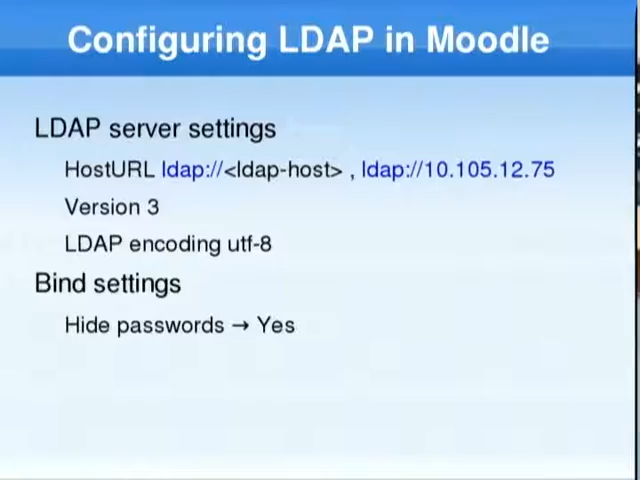 Configuring LDAP in Moodle
LDAP server settings
HostURL ldap://<ldap-host> , ldap://10.105.12.75
Version 3
LDAP encoding utf-8
Bind settings
Hide passwords → Yes